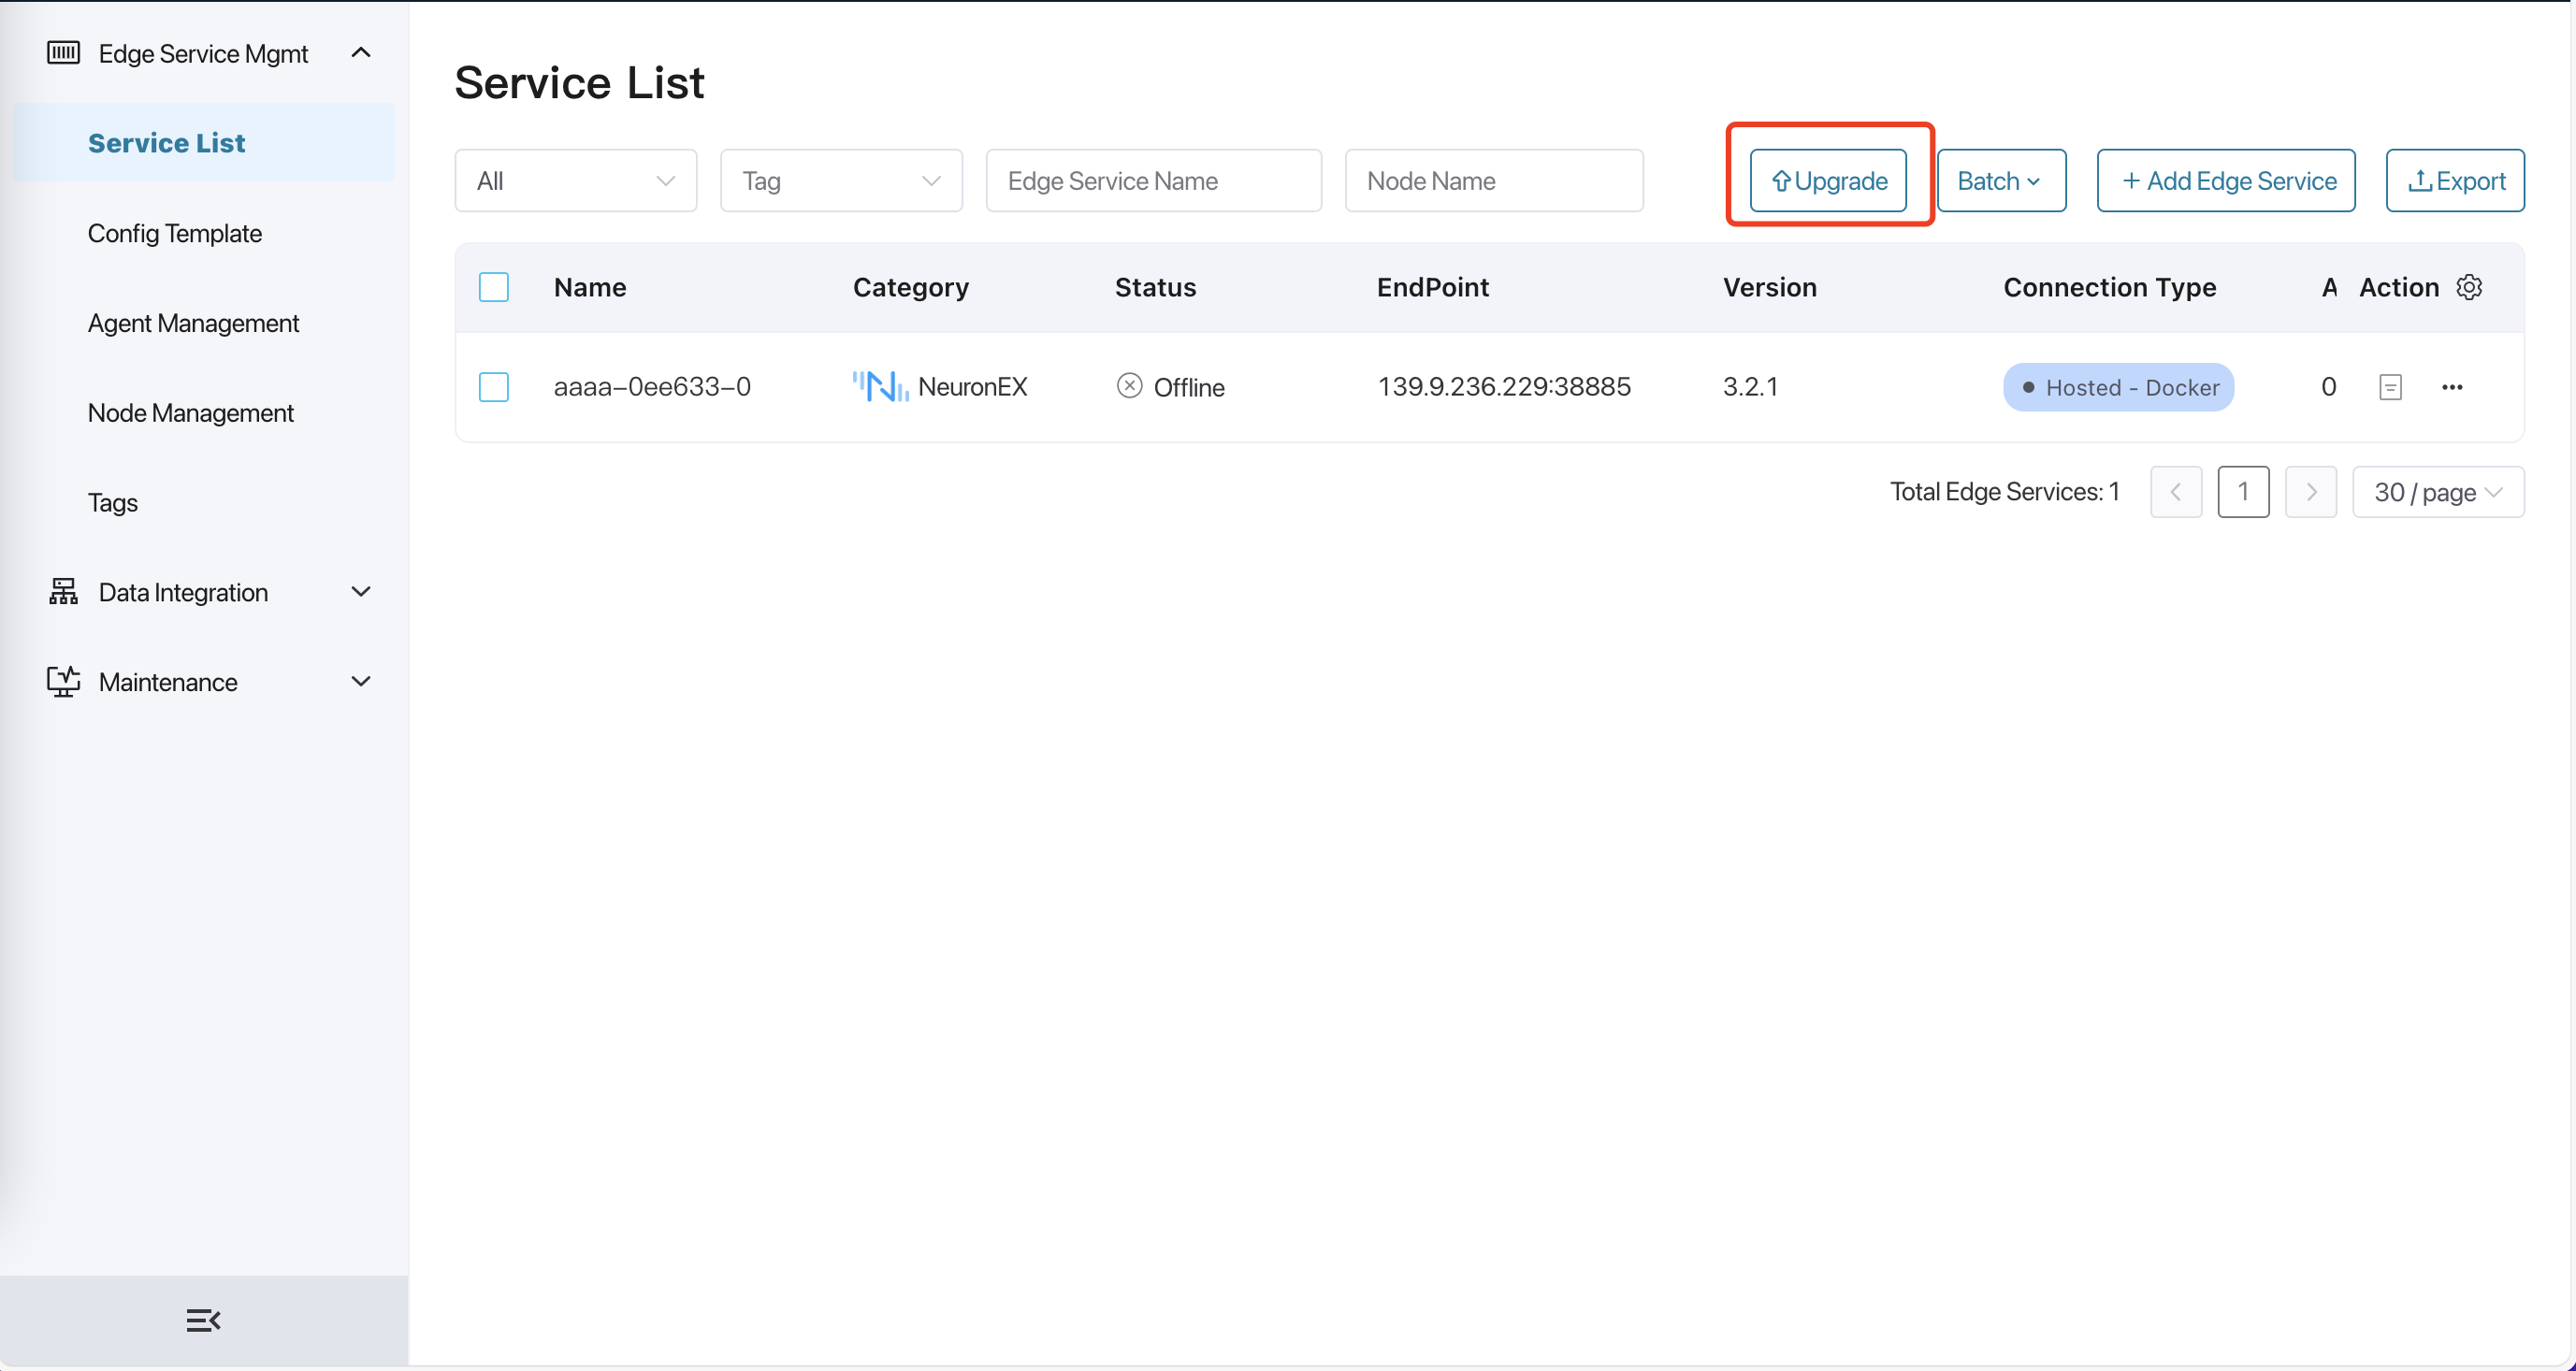 Edge Service Mgmt
Service List
Config Template
Agent Management
Node Management
Tags
Data Integration
Maintenance
Service List
All
Tag
Edge Service Name
Node Name
Upgrade
Batch
+ Add Edge Service
Export
Name Category Status EndPoint Version Connection Type A Action
aaaa-0ee633-0 NeuronEX Offline 139.9.236.229:38885 3.2.1 Hosted - Docker 0
Total Edge Services: 1
1
30 / page